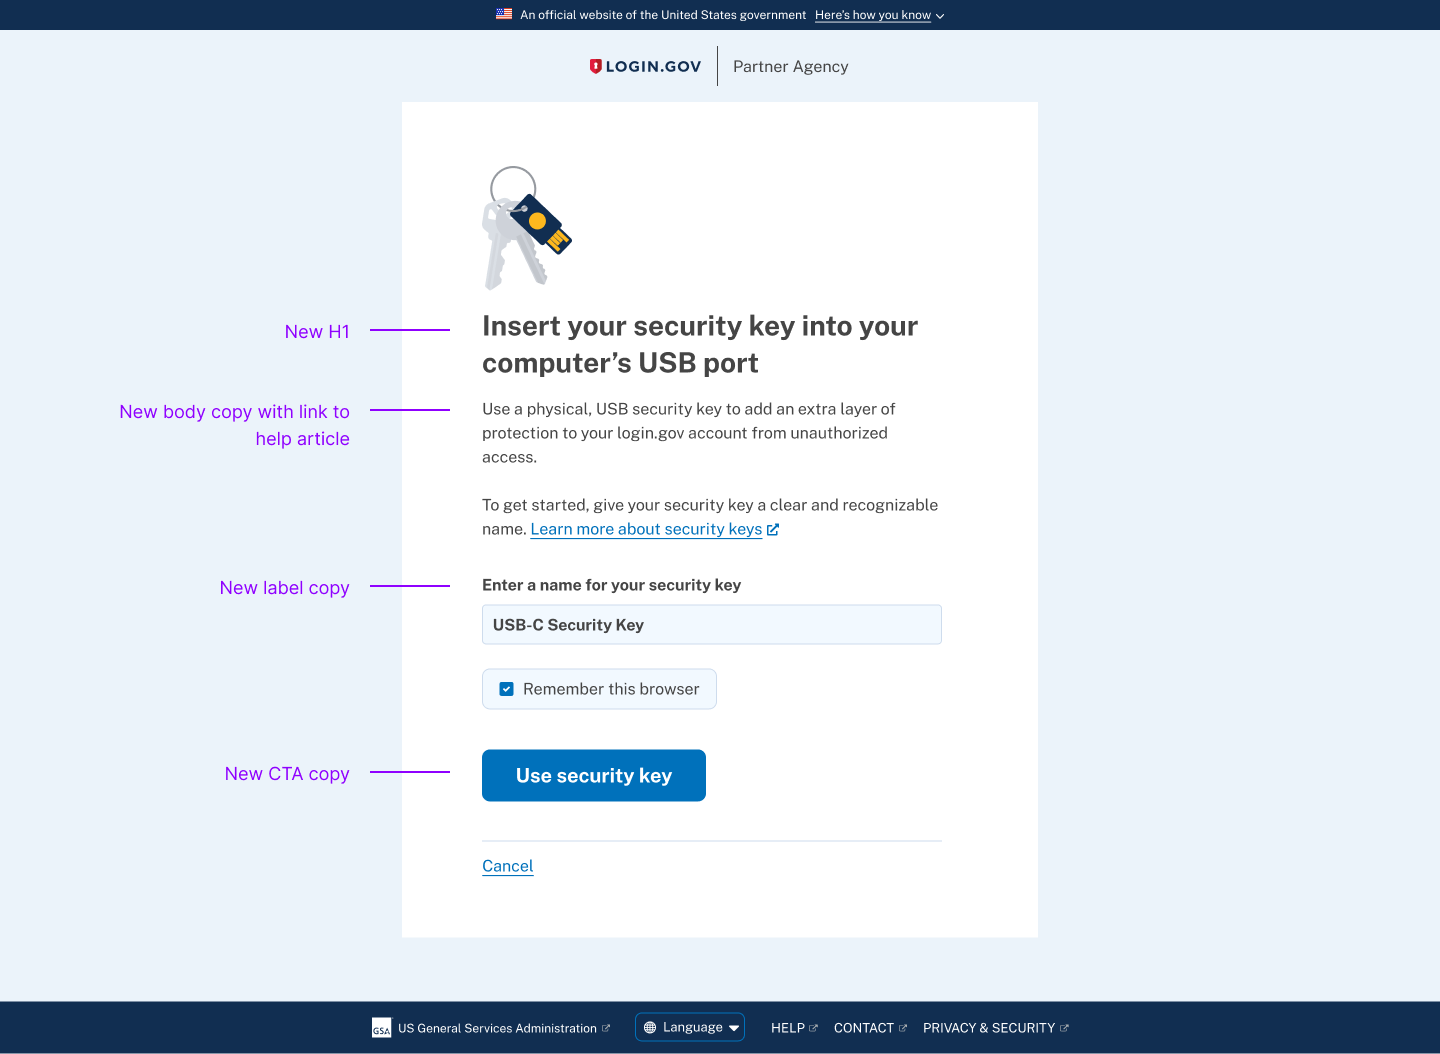 An official website of the United States government Here's how you know
LOGIN.GOV Partner Agency
New H1
Insert your security key into your
computer’s USB port
New body copy with link to
help article
Use a physical, USB security key to add an extra layer of
protection to your login.gov account from unauthorized
access.
To get started, give your security key a clear and recognizable
name. Learn more about security keys
New label copy
Enter a name for your security key
USB-C Security Key
Remember this browser
New CTA copy
Use security key
Cancel
GSA US General Services Administration Language HELP CONTACT PRIVACY & SECURITY